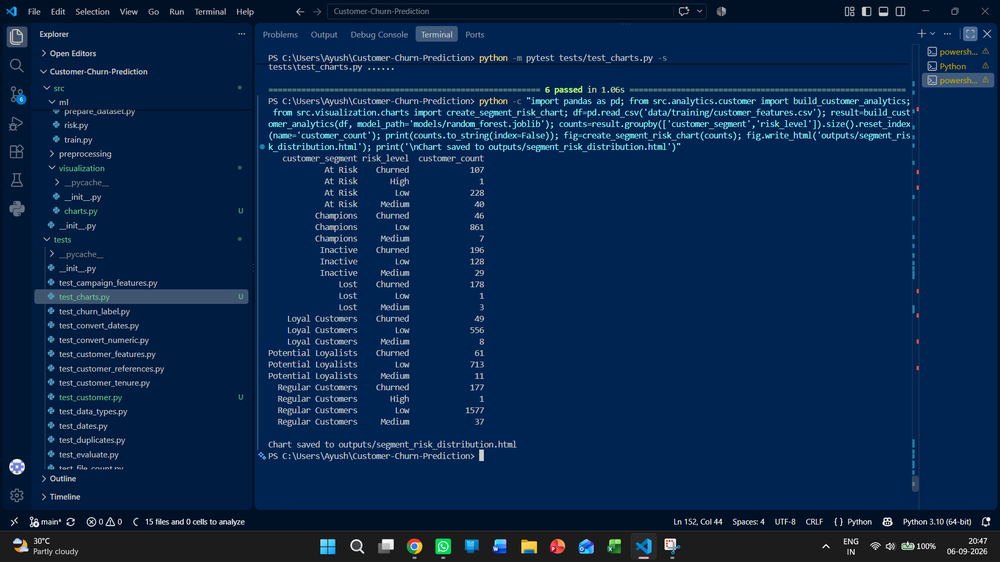 File Edit Selection View Go Run Terminal Help
Customer-Churn-Prediction
Explorer
Open Editors
Customer-Churn-Prediction
src
ml
prepare_dataset.py
risk.py
train.py
preprocessing
visualization
__pycache__
__init__.py
charts.py U
__init__.py
tests
__pycache__
__init__.py
test_campaign_features.py
test_charts.py U
test_churn_label.py
test_convert_dates.py
test_convert_numeric.py
test_customer_features.py
test_customer_references.py
test_customer_tenure.py
test_customer.py U
test_data_types.py
test_dates.py
test_duplicates.py
test_evaluate.py
test_file_count.py
Outline
Timeline
6
Problems Output Debug Console Terminal Ports
PS C:\Users\Ayush\Customer-Churn-Prediction> python -m pytest tests/test_charts.py -s
tests\test_charts.py ......
========================================================== 6 passed in 1.06s ===========================================================
PS C:\Users\Ayush\Customer-Churn-Prediction> python -c "import pandas as pd; from src.analytics.customer import build_customer_analytics;
from src.visualization.charts import create_segment_risk_chart; df=pd.read_csv('data/training/customer_features.csv'); result=build_cust
omer_analytics(df, model_path='models/random_forest.joblib'); counts=result.groupby(['customer_segment','risk_level']).size().reset_index
(name='customer_count'); print(counts.to_string(index=False)); fig=create_segment_risk_chart(counts); fig.write_html('outputs/segment_ris
k_distribution.html'); print('\nChart saved to outputs/segment_risk_distribution.html')"
customer_segment risk_level customer_count
At Risk Churned 107
At Risk High 1
At Risk Low 228
At Risk Medium 40
Champions Churned 46
Champions Low 861
Champions Medium 7
Inactive Churned 196
Inactive Low 128
Inactive Medium 29
Lost Churned 178
Lost Low 1
Lost Medium 3
Loyal Customers Churned 49
Loyal Customers Low 556
Loyal Customers Medium 8
Potential Loyalists Churned 61
Potential Loyalists Low 713
Potential Loyalists Medium 11
Regular Customers Churned 177
Regular Customers High 1
Regular Customers Low 1577
Regular Customers Medium 37
Chart saved to outputs/segment_risk_distribution.html
PS C:\Users\Ayush\Customer-Churn-Prediction>
powersh...
Python
powersh...
main* 0 0 15 files and 0 cells to analyze
Ln 152, Col 44 Spaces: 4 UTF-8 CRLF { } Python Python 3.10 (64-bit)
30°C
Partly cloudy
ENG
IN
100%
20:47
06-09-2026